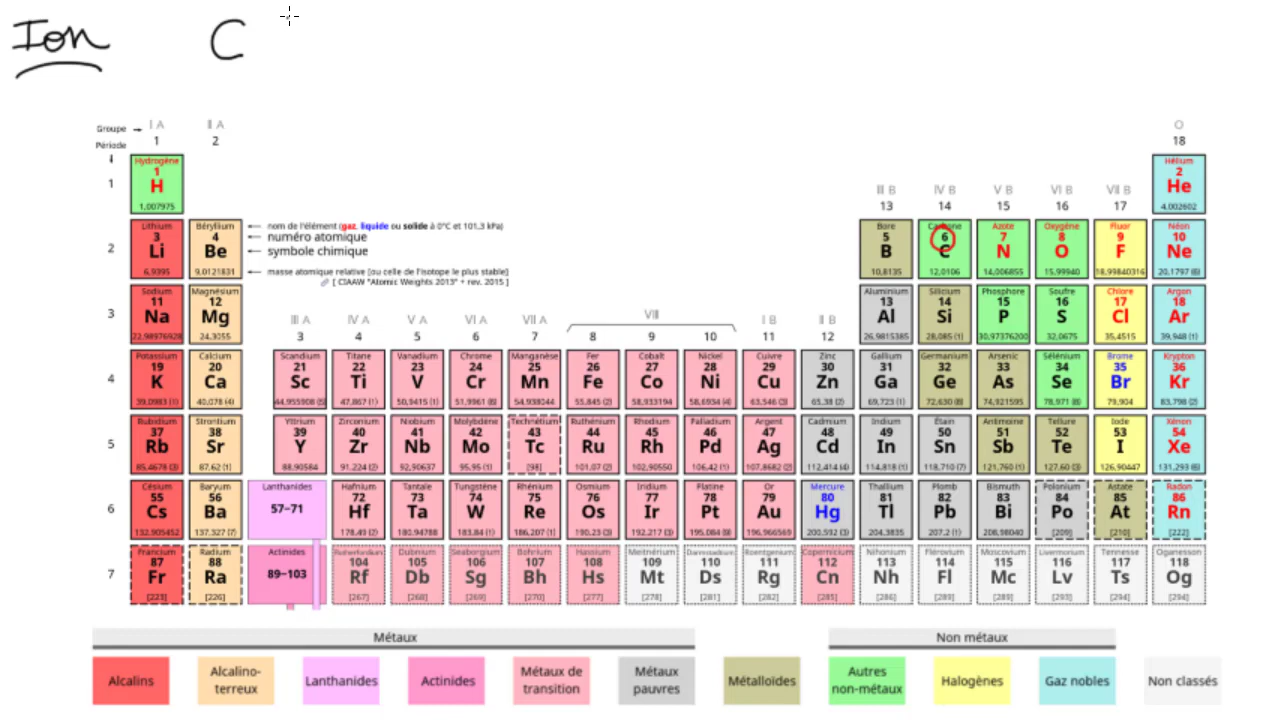 Ion C
Groupe → I A II A O
1 2 18
Période
Hydrogène Hélium
1 1 2
H III B IV B V B VI B VII B He
1,007975 13 14 15 16 17 4,002602
Lithium Béryllium ← nom de l'élément (gaz, liquide ou solide à 0°C et 101,3 kPa) Bore Carbone Azote Oxygène Fluor Néon
2 3 4 ← numéro atomique 5 6 7 8 9 10
Li Be ← symbole chimique B C N O F Ne
6,9395 9,0121831 ← masse atomique relative [ou celle de l'isotope le plus stable] 10,8135 12,0106 14,006855 15,99940 18,99840316 20,1797 (6)
[ CIAAW "Atomic Weights 2013" + rev. 2015 ]
Sodium Magnésium Aluminium Silicium Phosphore Soufre Chlore Argon
3 11 12 13 14 15 16 17 18
Na Mg III A IV A V A VI A VII A VIII I B II B Al Si P S Cl Ar
22,98976928 24,3055 3 4 5 6 7 8 9 10 11 12 26,9815385 28,085 (1) 30,97376200 32,0675 35,4515 39,948 (1)
Potassium Calcium Scandium Titane Vanadium Chrome Manganèse Fer Cobalt Nickel Cuivre Zinc Gallium Germanium Arsenic Sélénium Brome Krypton
4 19 20 21 22 23 24 25 26 27 28 29 30 31 32 33 34 35 36
K Ca Sc Ti V Cr Mn Fe Co Ni Cu Zn Ga Ge As Se Br Kr
39,0983 (1) 40,078 (4) 44,955908 (5) 47,867 (1) 50,9415 (1) 51,9961 (6) 54,938044 55,845 (2) 58,933194 58,6934 (4) 63,546 (3) 65,38 (2) 69,723 (1) 72,630 (8) 74,921595 78,971 (8) 79,904 83,798 (2)
Rubidium Strontium Yttrium Zirconium Niobium Molybdène Technétium Ruthénium Rhodium Palladium Argent Cadmium Indium Étain Antimoine Tellure Iode Xénon
5 37 38 39 40 41 42 43 44 45 46 47 48 49 50 51 52 53 54
Rb Sr Y Zr Nb Mo Tc Ru Rh Pd Ag Cd In Sn Sb Te I Xe
85,4678 (3) 87,62 (1) 88,90584 91,224 (2) 92,90637 95,95 (1) [98] 101,07 (2) 102,90550 106,42 (1) 107,8682 (2) 112,414 (4) 114,818 (1) 118,710 (7) 121,760 (1) 127,60 (3) 126,90447 131,293 (6)
Césium Baryum Lanthanides Hafnium Tantale Tungstène Rhénium Osmium Iridium Platine Or Mercure Thallium Plomb Bismuth Polonium Astate Radon
6 55 56 57–71 72 73 74 75 76 77 78 79 80 81 82 83 84 85 86
Cs Ba Hf Ta W Re Os Ir Pt Au Hg Tl Pb Bi Po At Rn
132,905452 137,327 (7) 178,49 (2) 180,94788 183,84 (1) 186,207 (1) 190,23 (3) 192,217 (3) 195,084 (9) 196,966569 200,592 (3) 204,3835 207,2 (1) 208,98040 [209] [210] [222]
Francium Radium Actinides Rutherfordium Dubnium Seaborgium Bohrium Hassium Meitnérium Darmstadtium Roentgenium Copernicium Nihonium Flérovium Moscovium Livermorium Tennesse Oganesson
7 87 88 89–103 104 105 106 107 108 109 110 111 112 113 114 115 116 117 118
Fr Ra Rf Db Sg Bh Hs Mt Ds Rg Cn Nh Fl Mc Lv Ts Og
[223] [226] [267] [268] [269] [270] [277] [278] [281] [282] [285] [286] [289] [289] [293] [294] [294]
Métaux Non métaux
Alcalins Alcalino-terreux Lanthanides Actinides Métaux de transition Métaux pauvres Métalloïdes Autres non-métaux Halogènes Gaz nobles Non classés